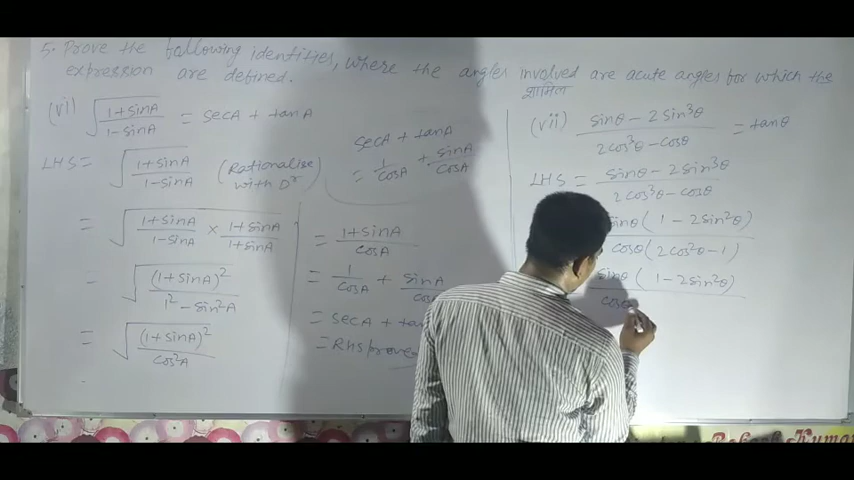 5. Prove the following identities, where the angles involved are acute angles for which the
expression are defined.
शामिल
(vi) √(1+sinA / 1-sinA) = secA + tanA
LHS = √(1+sinA / 1-sinA) (Rationalise with Dʳ)
= √(1+sinA / 1-sinA × 1+sinA / 1+sinA)
= √((1+sinA)² / 1² - sin²A)
= √((1+sinA)² / cos²A)
secA + tanA
= 1/cosA + sinA/cosA
= 1+sinA / cosA
= 1/cosA + sinA/
= secA +
= RHS proved
(vii) sinθ - 2sin³θ / 2cos³θ - cosθ = tanθ
LHS = sinθ - 2sin³θ / 2cos³θ - cosθ
sinθ(1 - 2sin²θ) / cosθ(2cos²θ - 1)
sinθ(1 - 2sin²θ) / cosθ
Kumar